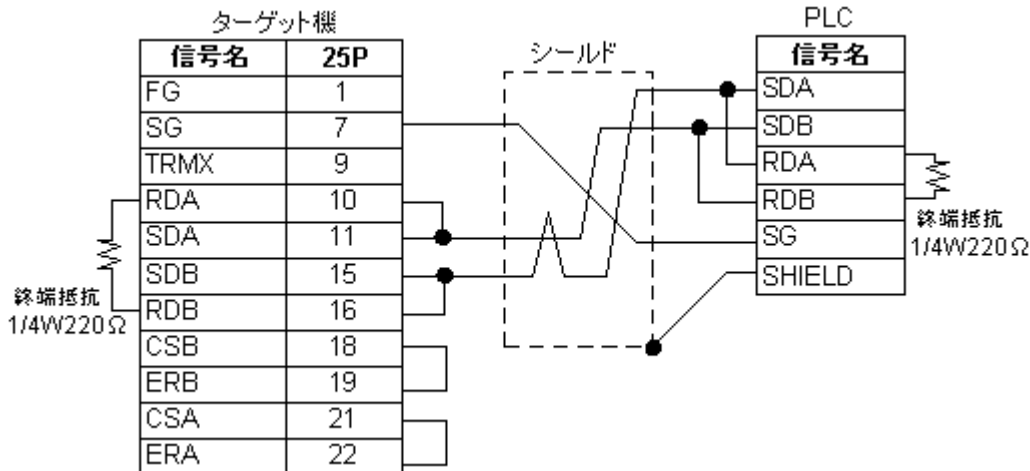 ターゲット機
信号名 25P
FG 1
SG 7
TRMX 9
RDA 10
SDA 11
SDB 15
RDB 16
CSB 18
ERB 19
CSA 21
ERA 22
終端抵抗
1/4W220Ω
シールド
PLC
信号名
SDA
SDB
RDA
RDB
SG
SHIELD
終端抵抗
1/4W220Ω